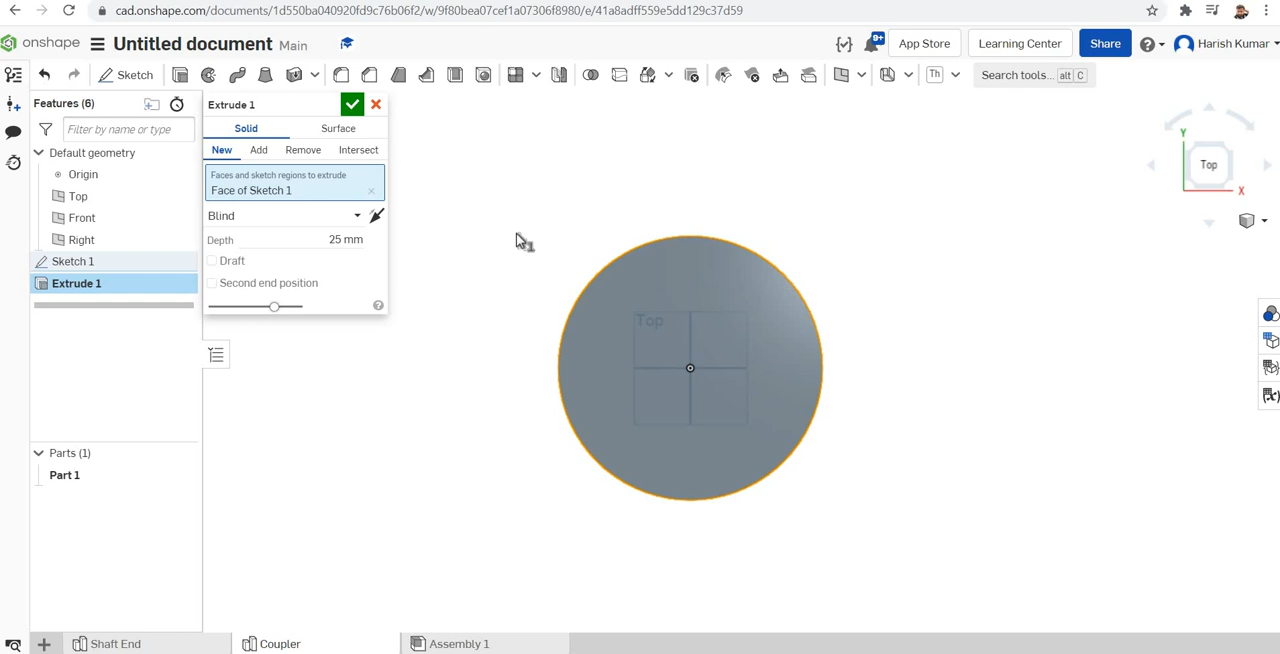 cad.onshape.com/documents/1d550ba040920fd9c76b06f2/w/9f80bea07cef1a07306f8980/e/41a8adff559e5dd129c37d59
onshape Untitled document Main 9+ App Store Learning Center Share Harish Kumar
Sketch Th Search tools... alt C
Features (6)
Filter by name or type
Default geometry
Origin
Top
Front
Right
Sketch 1
Extrude 1
Parts (1)
Part 1
Extrude 1
Solid Surface
New Add Remove Intersect
Faces and sketch regions to extrude
Face of Sketch 1
Blind
Depth 25 mm
Draft
Second end position
Top
Y
Top
X
Shaft End Coupler Assembly 1